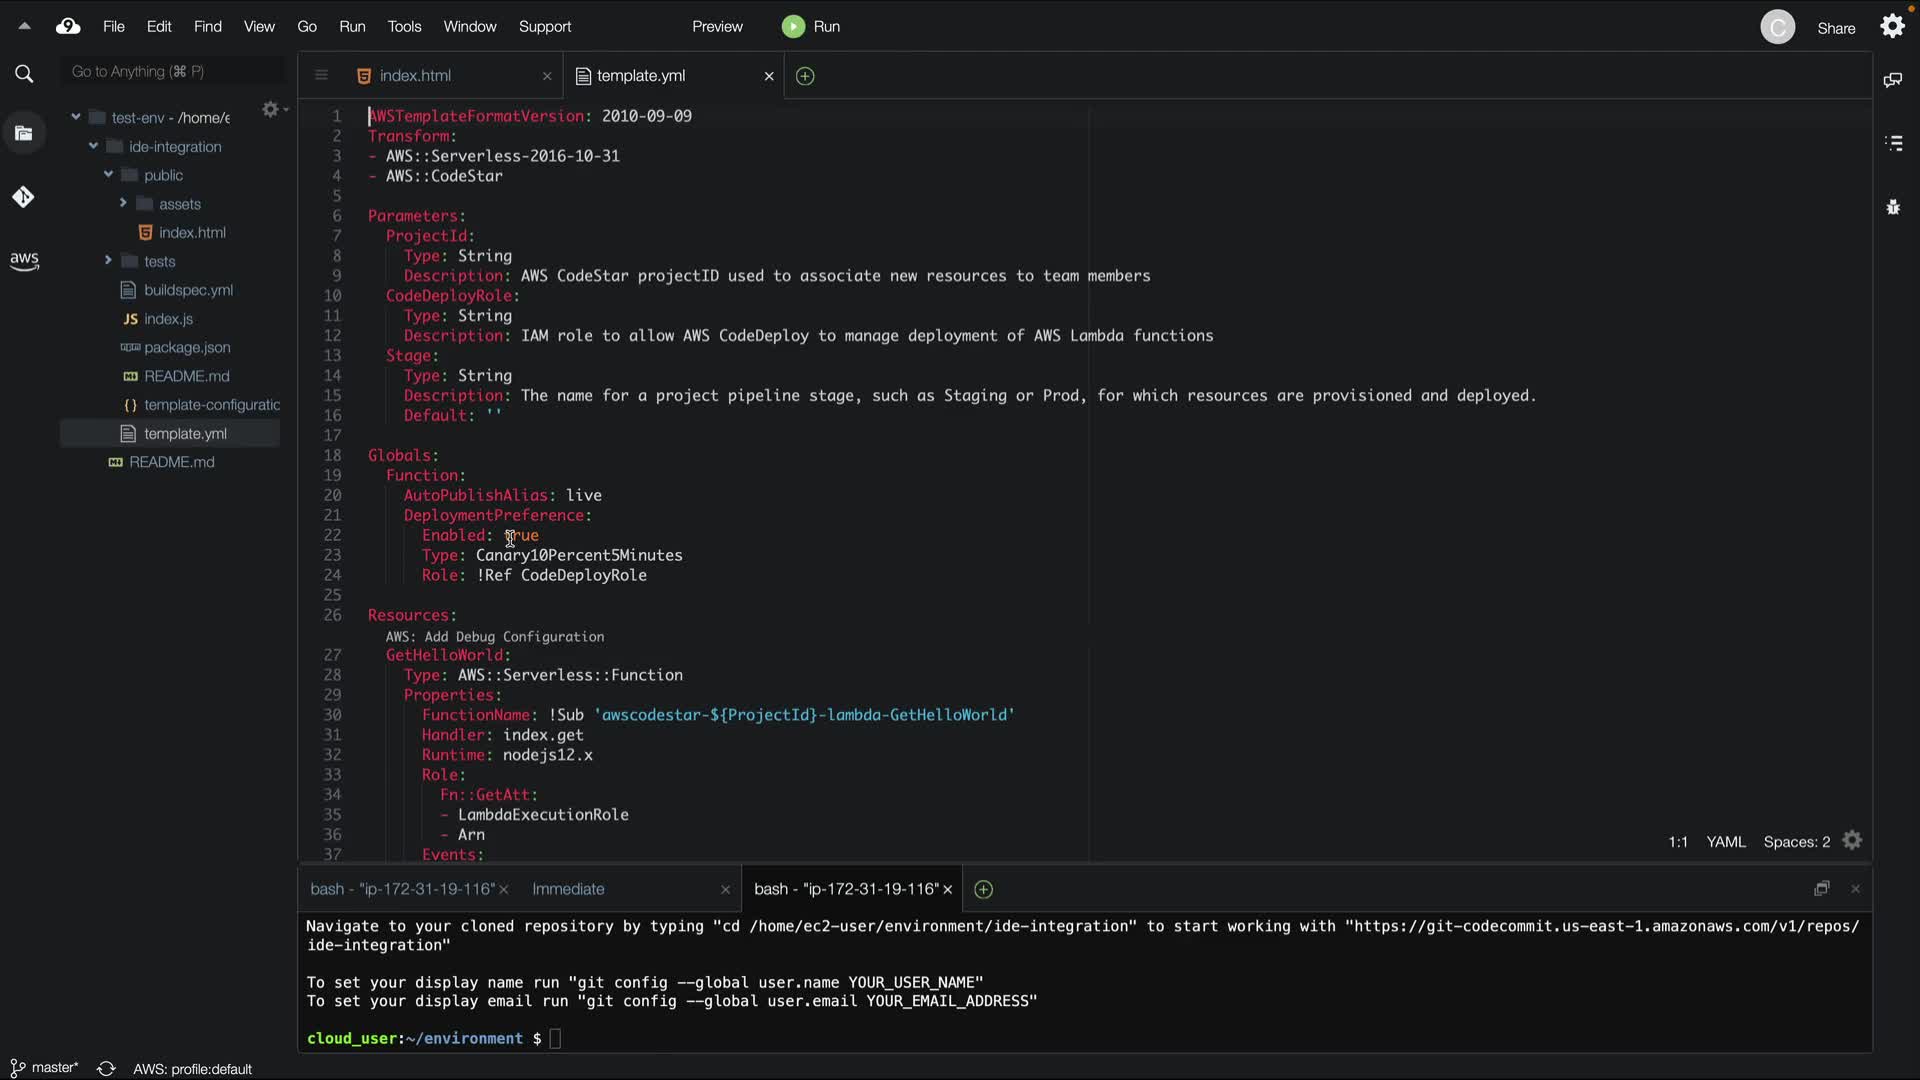 File Edit Find View Go Run Tools Window Support Preview Run C Share
Go to Anything (⌘ P)
index.html
template.yml
test-env - /home/e
ide-integration
public
assets
index.html
tests
buildspec.yml
JS index.js
package.json
README.md
{} template-configuratio
template.yml
README.md
aws
1 AWSTemplateFormatVersion: 2010-09-09
2 Transform:
3 - AWS::Serverless-2016-10-31
4 - AWS::CodeStar
5
6 Parameters:
7 ProjectId:
8 Type: String
9 Description: AWS CodeStar projectID used to associate new resources to team members
10 CodeDeployRole:
11 Type: String
12 Description: IAM role to allow AWS CodeDeploy to manage deployment of AWS Lambda functions
13 Stage:
14 Type: String
15 Description: The name for a project pipeline stage, such as Staging or Prod, for which resources are provisioned and deployed.
16 Default: ''
17
18 Globals:
19 Function:
20 AutoPublishAlias: live
21 DeploymentPreference:
22 Enabled: true
23 Type: Canary10Percent5Minutes
24 Role: !Ref CodeDeployRole
25
26 Resources:
AWS: Add Debug Configuration
27 GetHelloWorld:
28 Type: AWS::Serverless::Function
29 Properties:
30 FunctionName: !Sub 'awscodestar-${ProjectId}-lambda-GetHelloWorld'
31 Handler: index.get
32 Runtime: nodejs12.x
33 Role:
34 Fn::GetAtt:
35 - LambdaExecutionRole
36 - Arn
37 Events:
1:1 YAML Spaces: 2
bash - "ip-172-31-19-116"
Immediate
bash - "ip-172-31-19-116"
Navigate to your cloned repository by typing "cd /home/ec2-user/environment/ide-integration" to start working with "https://git-codecommit.us-east-1.amazonaws.com/v1/repos/
ide-integration"
To set your display name run "git config --global user.name YOUR_USER_NAME"
To set your display email run "git config --global user.email YOUR_EMAIL_ADDRESS"
cloud_user:~/environment $
master* AWS: profile:default